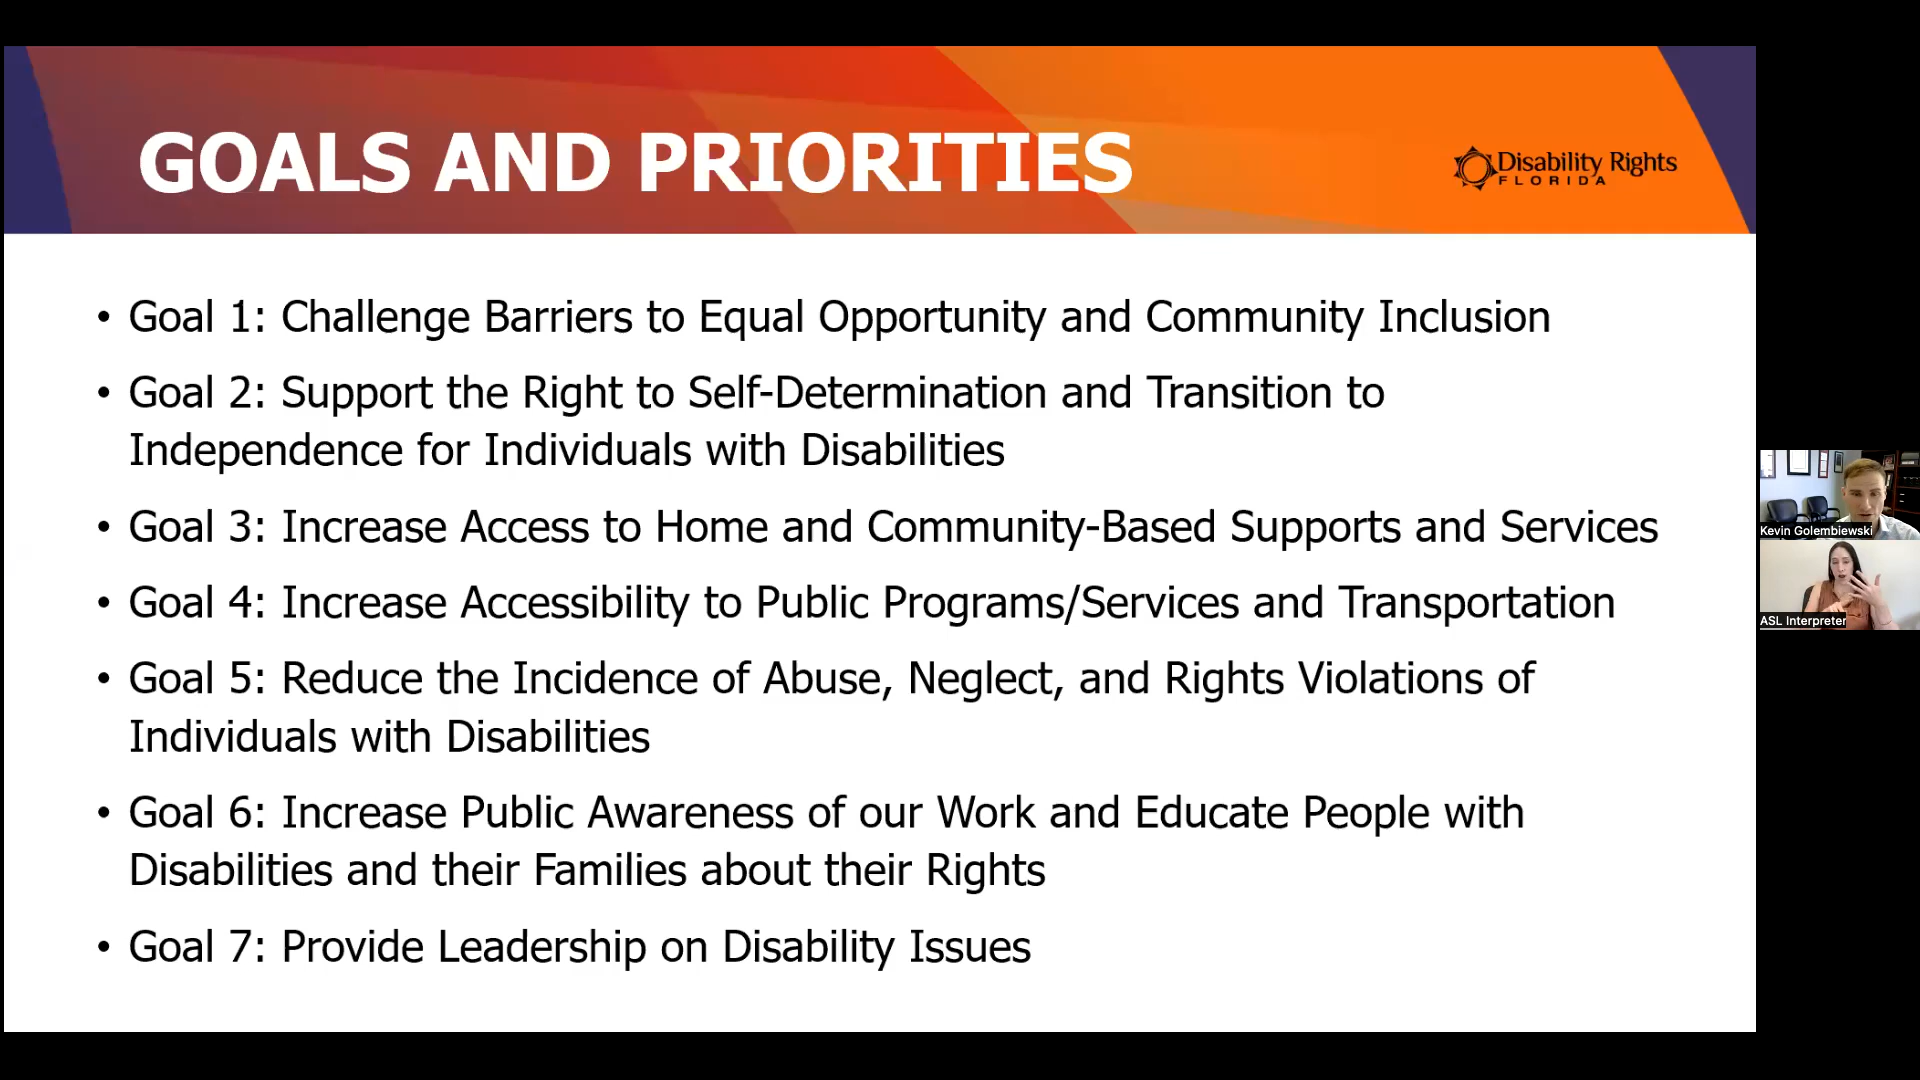 GOALS AND PRIORITIES
Disability Rights
FLORIDA
• Goal 1: Challenge Barriers to Equal Opportunity and Community Inclusion
• Goal 2: Support the Right to Self-Determination and Transition to
Independence for Individuals with Disabilities
• Goal 3: Increase Access to Home and Community-Based Supports and Services
• Goal 4: Increase Accessibility to Public Programs/Services and Transportation
• Goal 5: Reduce the Incidence of Abuse, Neglect, and Rights Violations of
Individuals with Disabilities
• Goal 6: Increase Public Awareness of our Work and Educate People with
Disabilities and their Families about their Rights
• Goal 7: Provide Leadership on Disability Issues
Kevin Golembiewski
ASL Interpreter